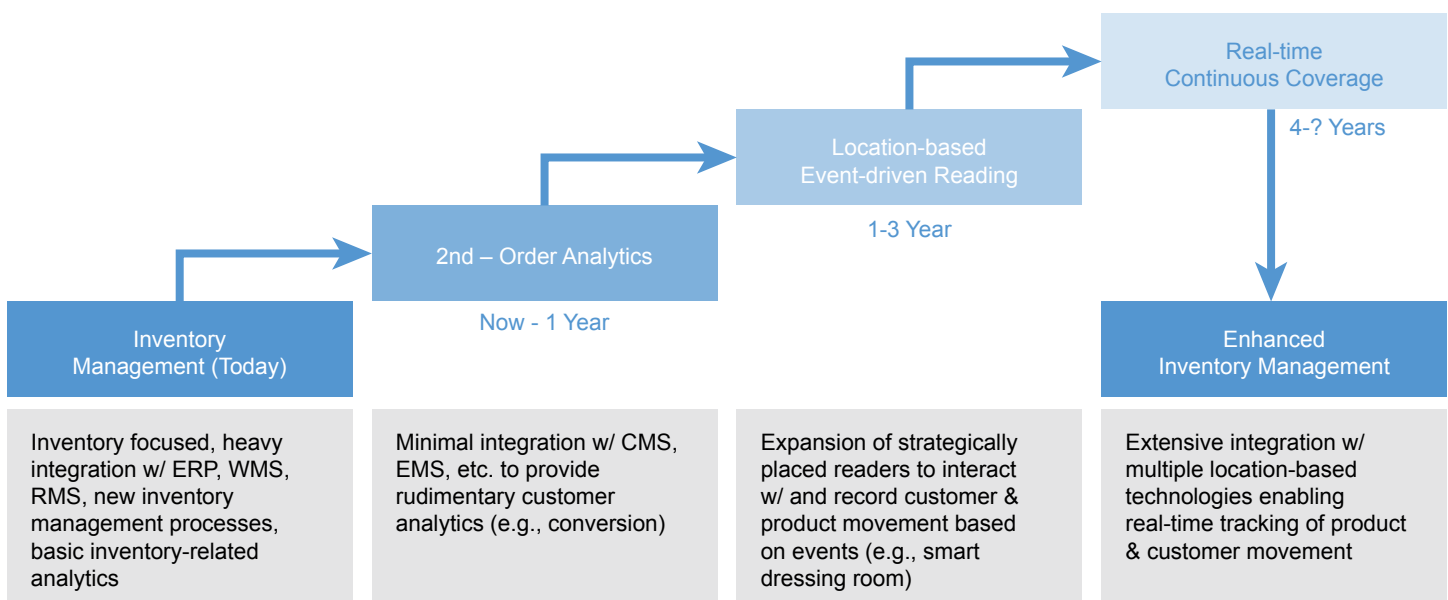 Real-time
Continuous Coverage
4-? Years
Location-based
Event-driven Reading
1-3 Year
2nd – Order Analytics
Now - 1 Year
Inventory
Management (Today)
Enhanced
Inventory Management
Inventory focused, heavy
integration w/ ERP, WMS,
RMS, new inventory
management processes,
basic inventory-related
analytics
Minimal integration w/ CMS,
EMS, etc. to provide
rudimentary customer
analytics (e.g., conversion)
Expansion of strategically
placed readers to interact
w/ and record customer &
product movement based
on events (e.g., smart
dressing room)
Extensive integration w/
multiple location-based
technologies enabling
real-time tracking of product
& customer movement